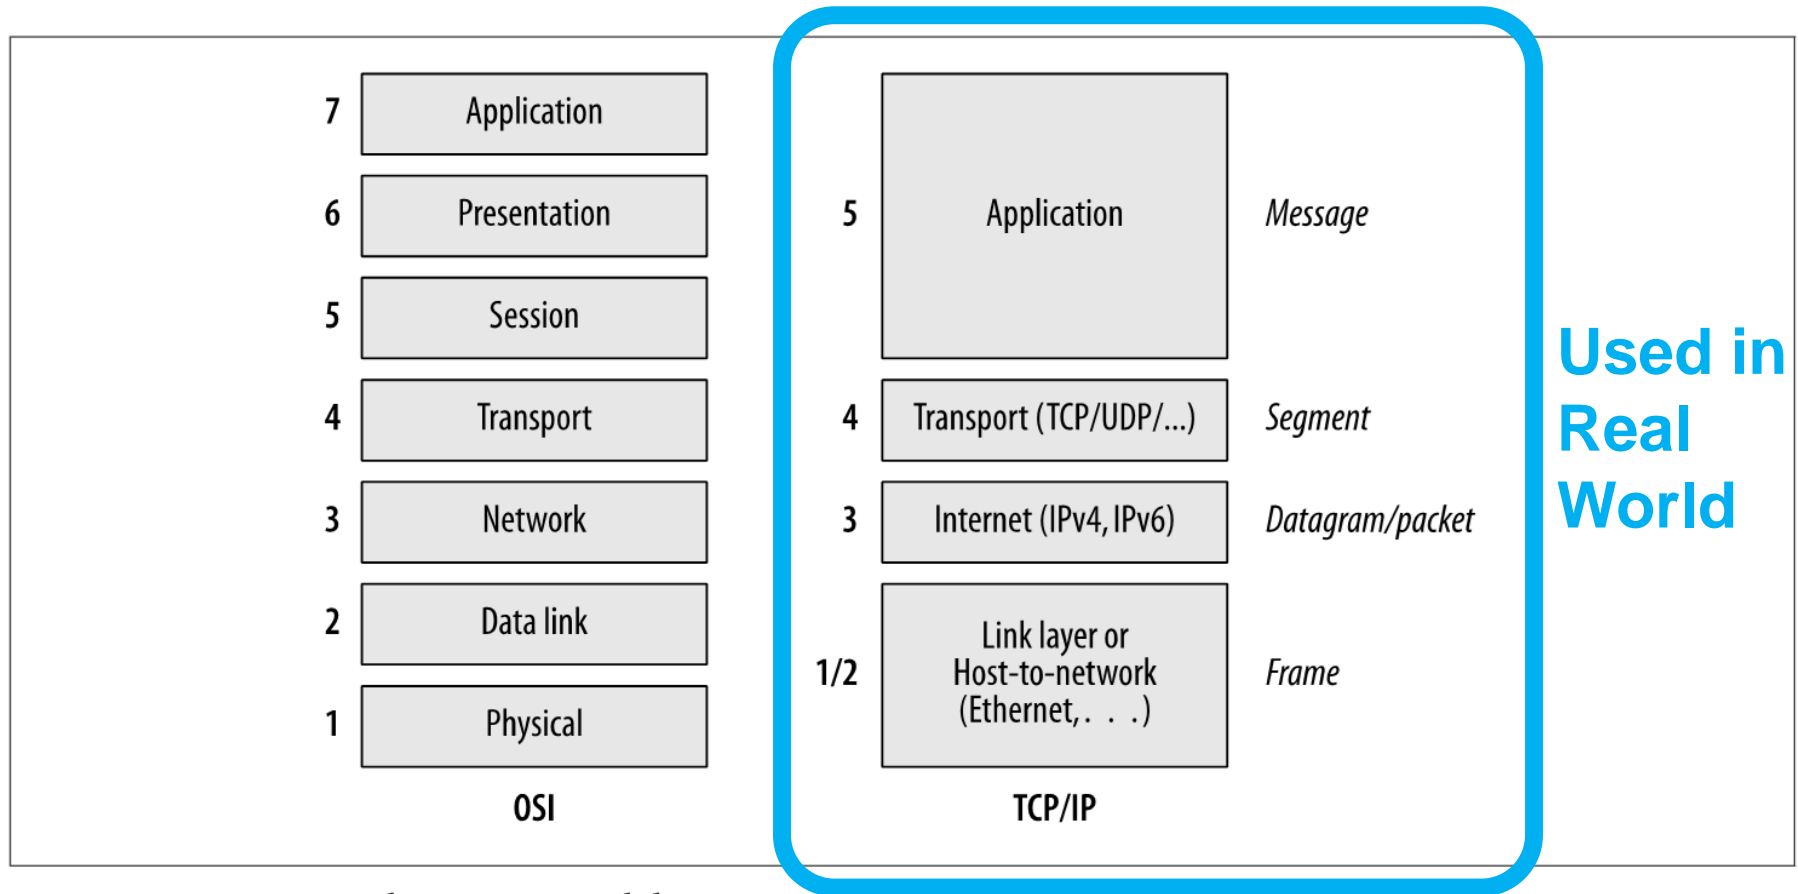 7
Application
6
Presentation
5
Session
4
Transport
3
Network
2
Data link
1
Physical
OSI
5
Application
Message
4
Transport (TCP/UDP/...)
Segment
3
Internet (IPv4, IPv6)
Datagram/packet
1/2
Link layer or
Host-to-network
(Ethernet, . . .)
Frame
TCP/IP
Used in
Real
World